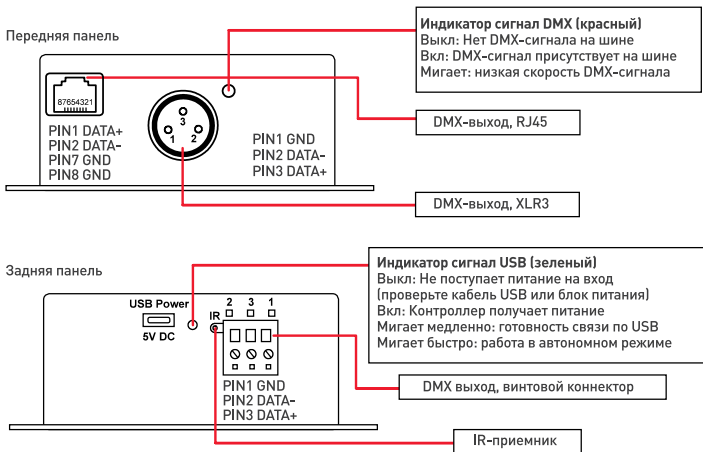 Передняя панель
Индикатор сигнал DMX (красный)
Выкл: Нет DMX-сигнала на шине
Вкл: DMX-сигнал присутствует на шине
Мигает: низкая скорость DMX-сигнала
87654321
PIN1 DATA+
PIN2 DATA-
PIN7 GND
PIN8 GND
3
1 2
PIN1 GND
PIN2 DATA-
PIN3 DATA+
DMX-выход, RJ45
DMX-выход, XLR3
Задняя панель
Индикатор сигнал USB (зеленый)
Выкл: Не поступает питание на вход
(проверьте кабель USB или блок питания)
Вкл: Контроллер получает питание
Мигает медленно: готовность связи по USB
Мигает быстро: работа в автономном режиме
USB Power
5V DC
IR
2 3 1
PIN1 GND
PIN2 DATA-
PIN3 DATA+
DMX выход, винтовой коннектор
IR-приемник